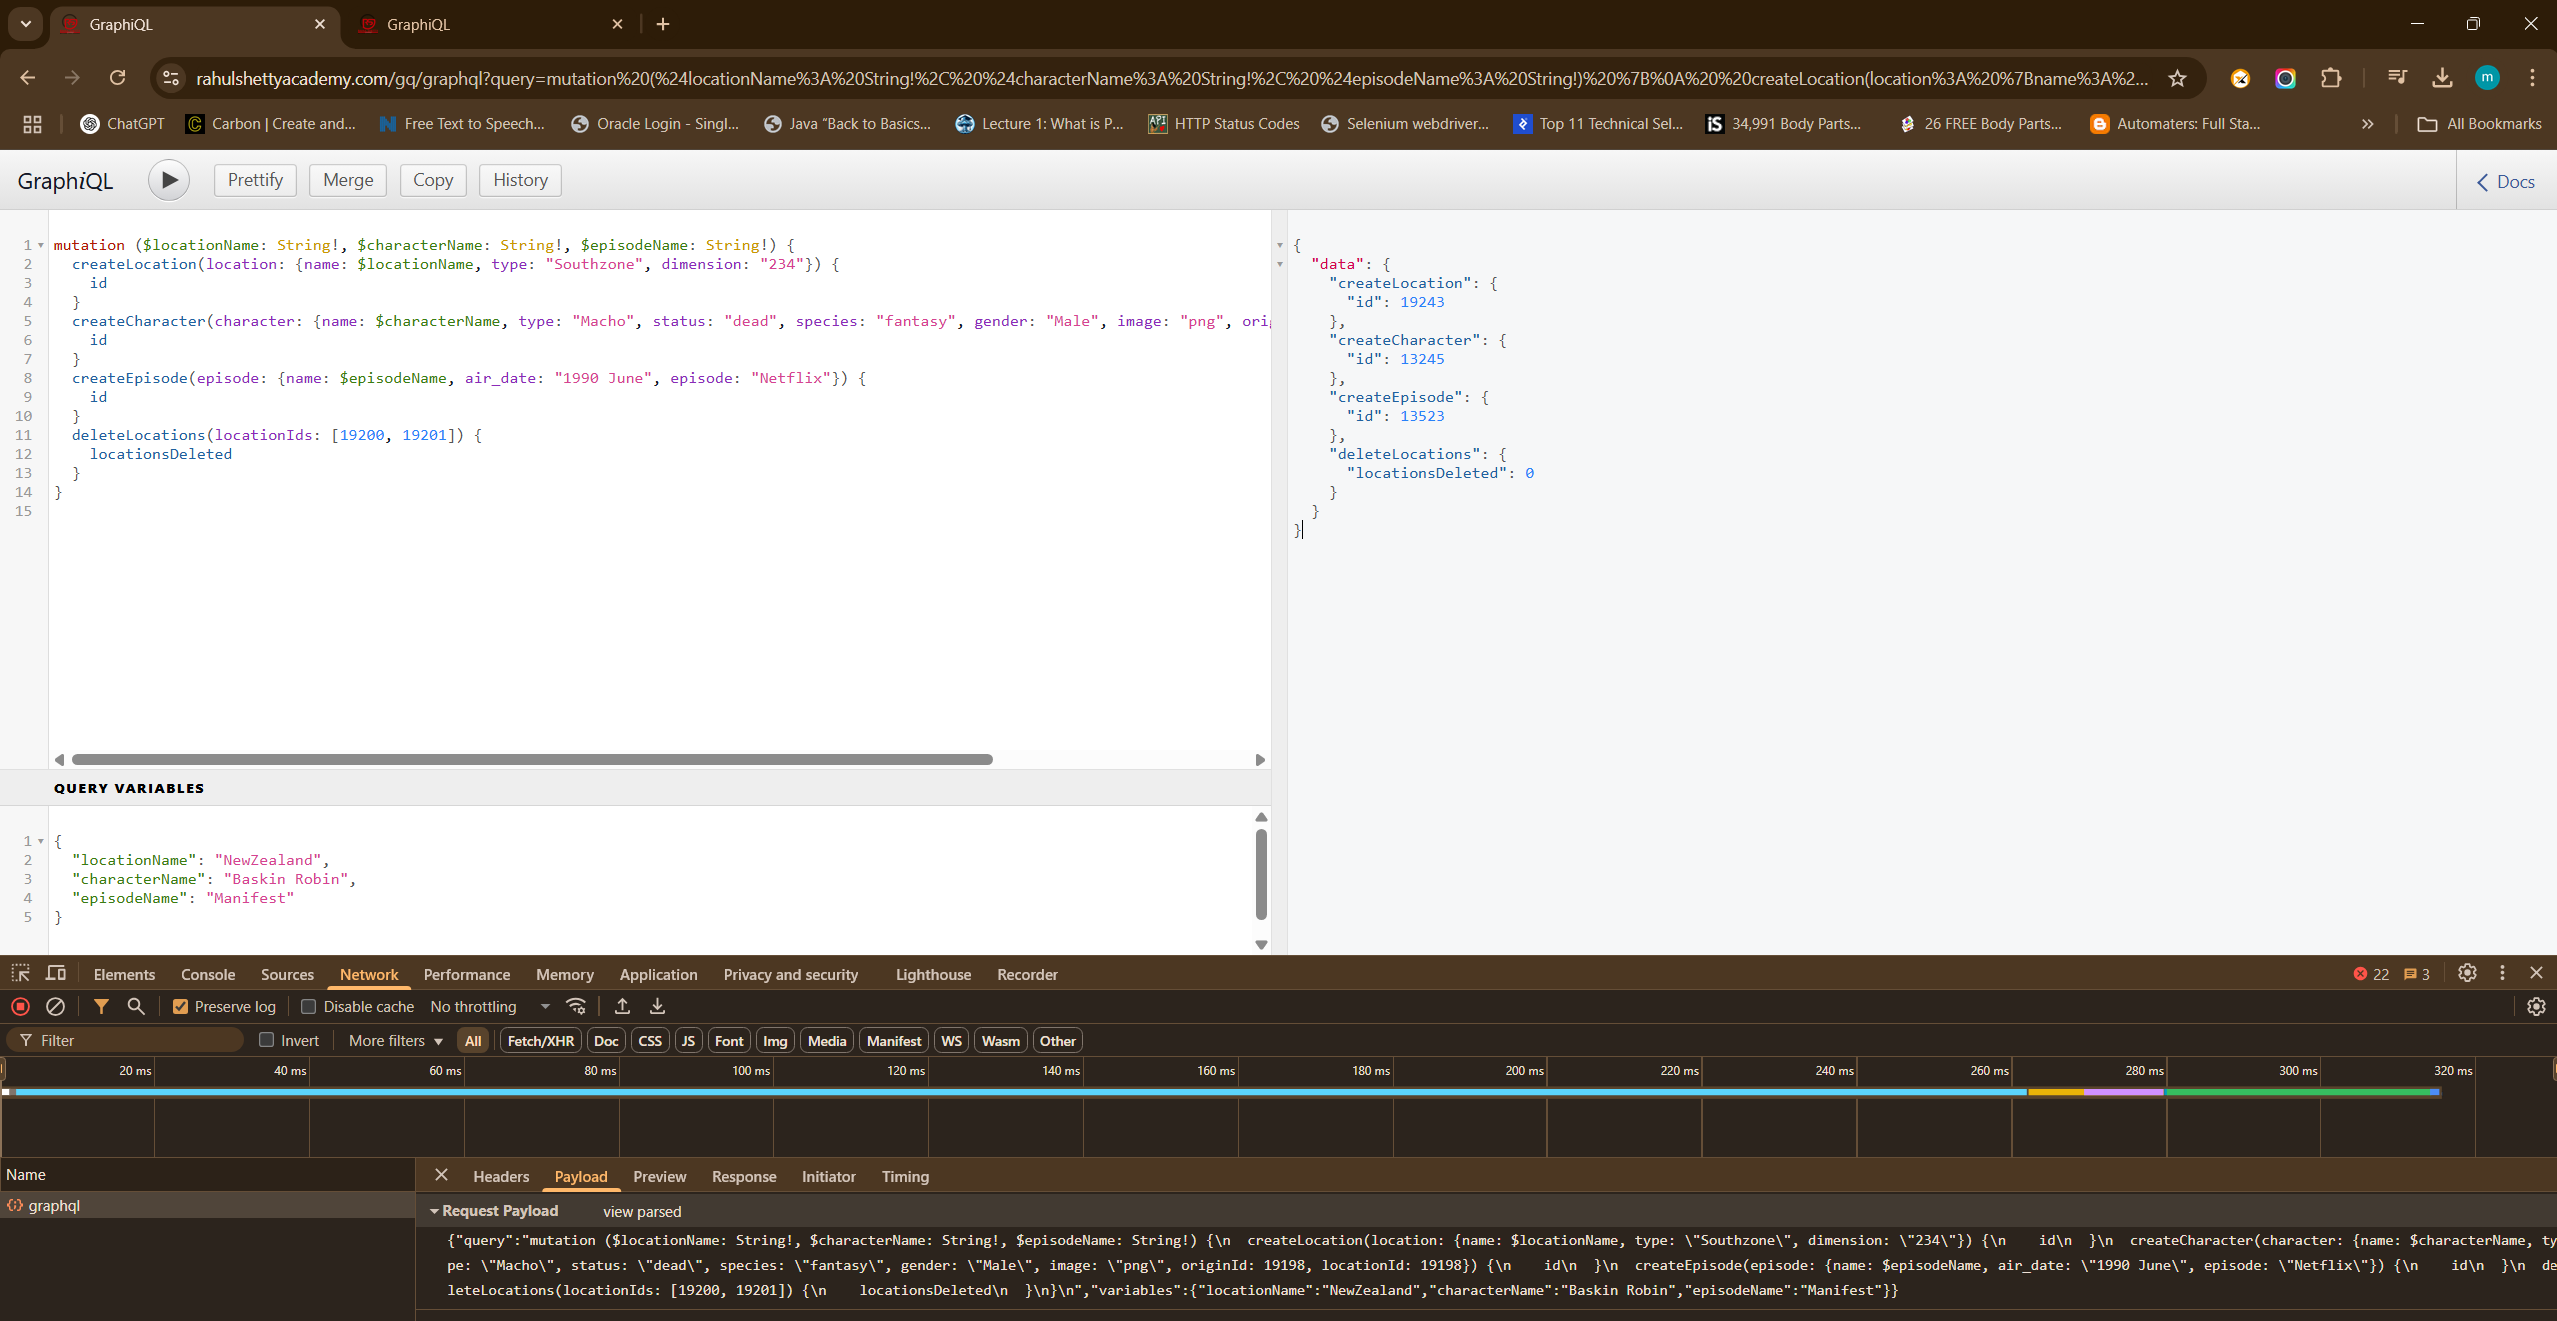 GraphiQL
GraphiQL
rahulshettyacademy.com/gq/graphql?query=mutation%20(%24locationName%3A%20String!%2C%20%24characterName%3A%20String!%2C%20%24episodeName%3A%20String!)%20%7B%0A%20%20createLocation(location%3A%20%7Bname%3A%2...
m
ChatGPT
Carbon | Create and...
Free Text to Speech...
Oracle Login - Singl...
Java "Back to Basics...
Lecture 1: What is P...
HTTP Status Codes
Selenium webdriver...
Top 11 Technical Sel...
34,991 Body Parts...
26 FREE Body Parts...
Automaters: Full Sta...
All Bookmarks
GraphiQL
Prettify
Merge
Copy
History
Docs
1 mutation ($locationName: String!, $characterName: String!, $episodeName: String!) {
2 createLocation(location: {name: $locationName, type: "Southzone", dimension: "234"}) {
3 id
4 }
5 createCharacter(character: {name: $characterName, type: "Macho", status: "dead", species: "fantasy", gender: "Male", image: "png", ori
6 id
7 }
8 createEpisode(episode: {name: $episodeName, air_date: "1990 June", episode: "Netflix"}) {
9 id
10 }
11 deleteLocations(locationIds: [19200, 19201]) {
12 locationsDeleted
13 }
14 }
15
{
"data": {
"createLocation": {
"id": 19243
},
"createCharacter": {
"id": 13245
},
"createEpisode": {
"id": 13523
},
"deleteLocations": {
"locationsDeleted": 0
}
}
}
QUERY VARIABLES
1 {
2 "locationName": "NewZealand",
3 "characterName": "Baskin Robin",
4 "episodeName": "Manifest"
5 }
Elements Console Sources Network Performance Memory Application Privacy and security Lighthouse Recorder 22 3
Preserve log Disable cache No throttling
Filter Invert More filters All Fetch/XHR Doc CSS JS Font Img Media Manifest WS Wasm Other
20 ms 40 ms 60 ms 80 ms 100 ms 120 ms 140 ms 160 ms 180 ms 200 ms 220 ms 240 ms 260 ms 280 ms 300 ms 320 ms
Name
graphql
Headers Payload Preview Response Initiator Timing
Request Payload view parsed
{"query":"mutation ($locationName: String!, $characterName: String!, $episodeName: String!) {\n  createLocation(location: {name: $locationName, type: \"Southzone\", dimension: \"234\"}) {\n    id\n  }\n  createCharacter(character: {name: $characterName, ty
pe: \"Macho\", status: \"dead\", species: \"fantasy\", gender: \"Male\", image: \"png\", originId: 19198, locationId: 19198}) {\n    id\n  }\n  createEpisode(episode: {name: $episodeName, air_date: \"1990 June\", episode: \"Netflix\"}) {\n    id\n  }\n  de
leteLocations(locationIds: [19200, 19201]) {\n    locationsDeleted\n  }\n}\n","variables":{"locationName":"NewZealand","characterName":"Baskin Robin","episodeName":"Manifest"}}